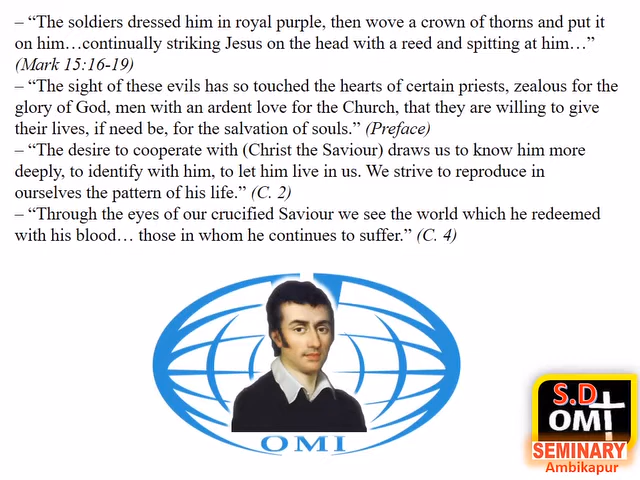 – “The soldiers dressed him in royal purple, then wove a crown of thorns and put it
on him…continually striking Jesus on the head with a reed and spitting at him…”
(Mark 15:16-19)
– “The sight of these evils has so touched the hearts of certain priests, zealous for the
glory of God, men with an ardent love for the Church, that they are willing to give
their lives, if need be, for the salvation of souls.” (Preface)
– “The desire to cooperate with (Christ the Saviour) draws us to know him more
deeply, to identify with him, to let him live in us. We strive to reproduce in
ourselves the pattern of his life.” (C. 2)
– “Through the eyes of our crucified Saviour we see the world which he redeemed
with his blood… those in whom he continues to suffer.” (C. 4)
OMI
S.D
OMI
SEMINARY
Ambikapur